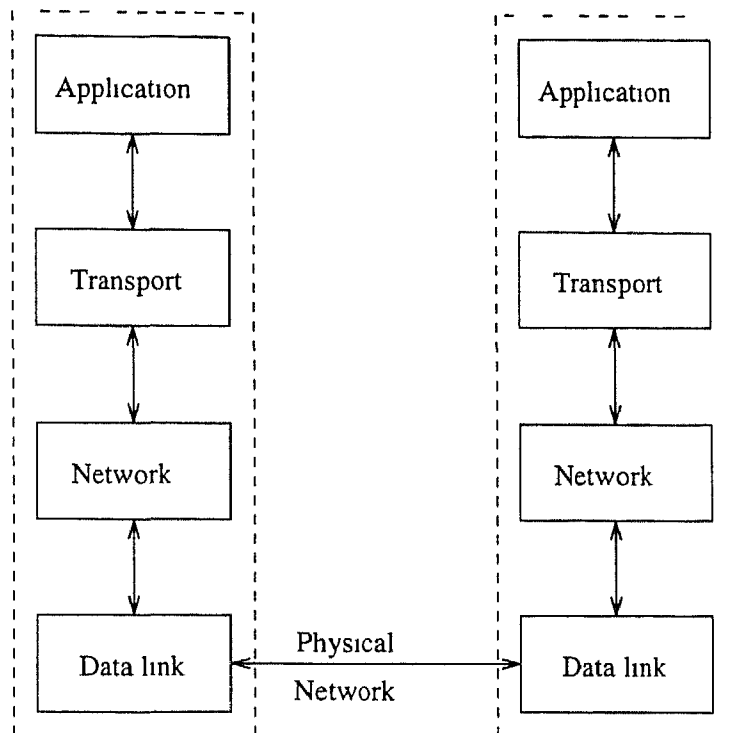 Application
Application
Transport
Transport
Network
Network
Physical
Data link
Data link
Network